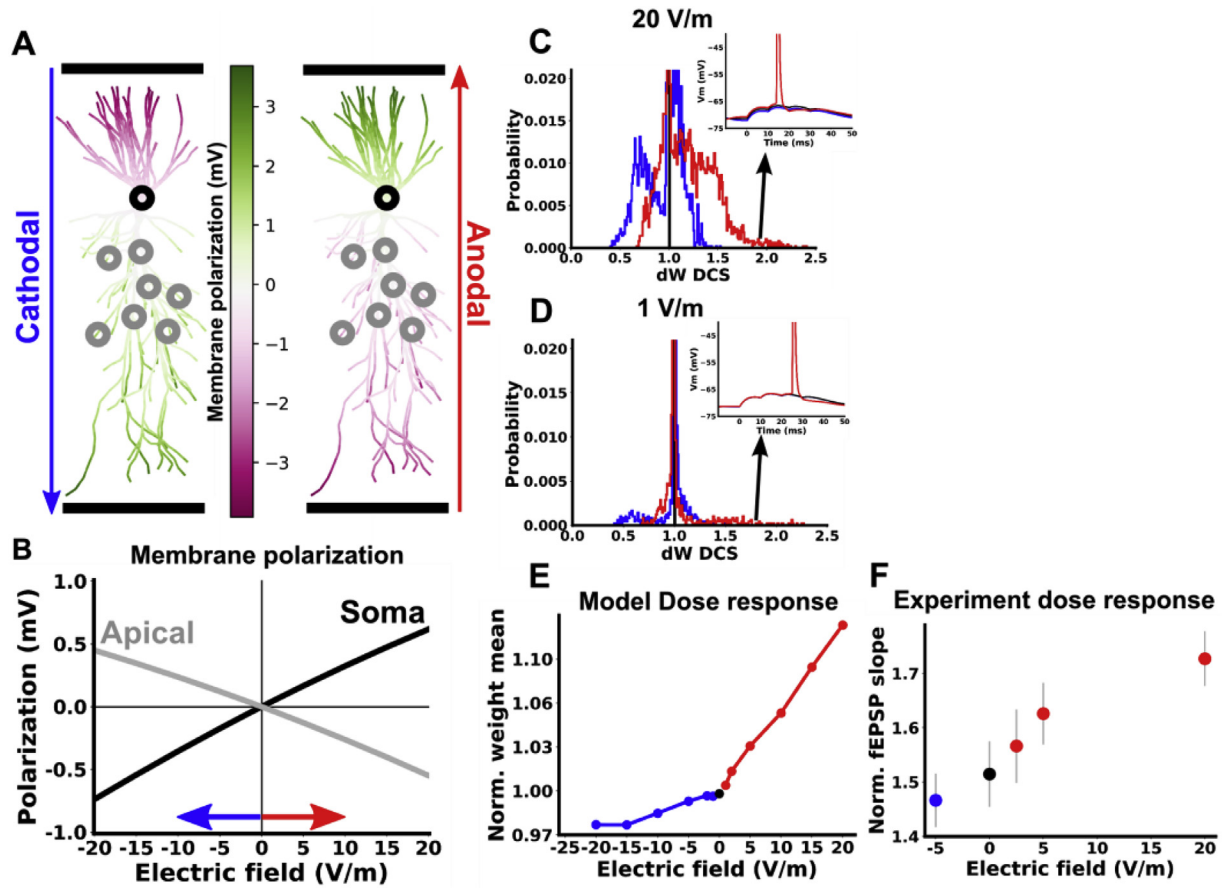 A
Cathodal
Membrane polarization (mV)
3
2
1
0
−1
−2
−3
Anodal
B
Membrane polarization
Polarization (mV)
1.0
0.5
0.0
-0.5
-1.0
Apical
Soma
-20 -15 -10 -5 0 5 10 15 20
Electric field (V/m)
C
20 V/m
Probability
0.020
0.015
0.010
0.005
0.000
0.0 0.5 1.0 1.5 2.0 2.5
dW DCS
Vm (mV)
−45
−55
−65
−75
0 10 20 30 40 50
Time (ms)
D
1 V/m
Probability
0.020
0.015
0.010
0.005
0.000
0.0 0.5 1.0 1.5 2.0 2.5
dW DCS
Vm (mV)
−45
−55
−65
−75
0 10 20 30 40 50
Time (ms)
E
Model Dose response
Norm. weight mean
1.10
1.06
1.03
1.00
0.97
-25 -20 -15 -10 -5 0 5 10 15 20
Electric field (V/m)
F
Experiment dose response
Norm. fEPSP slope
1.7
1.6
1.5
1.4
-5 0 5 10 15 20
Electric field (V/m)